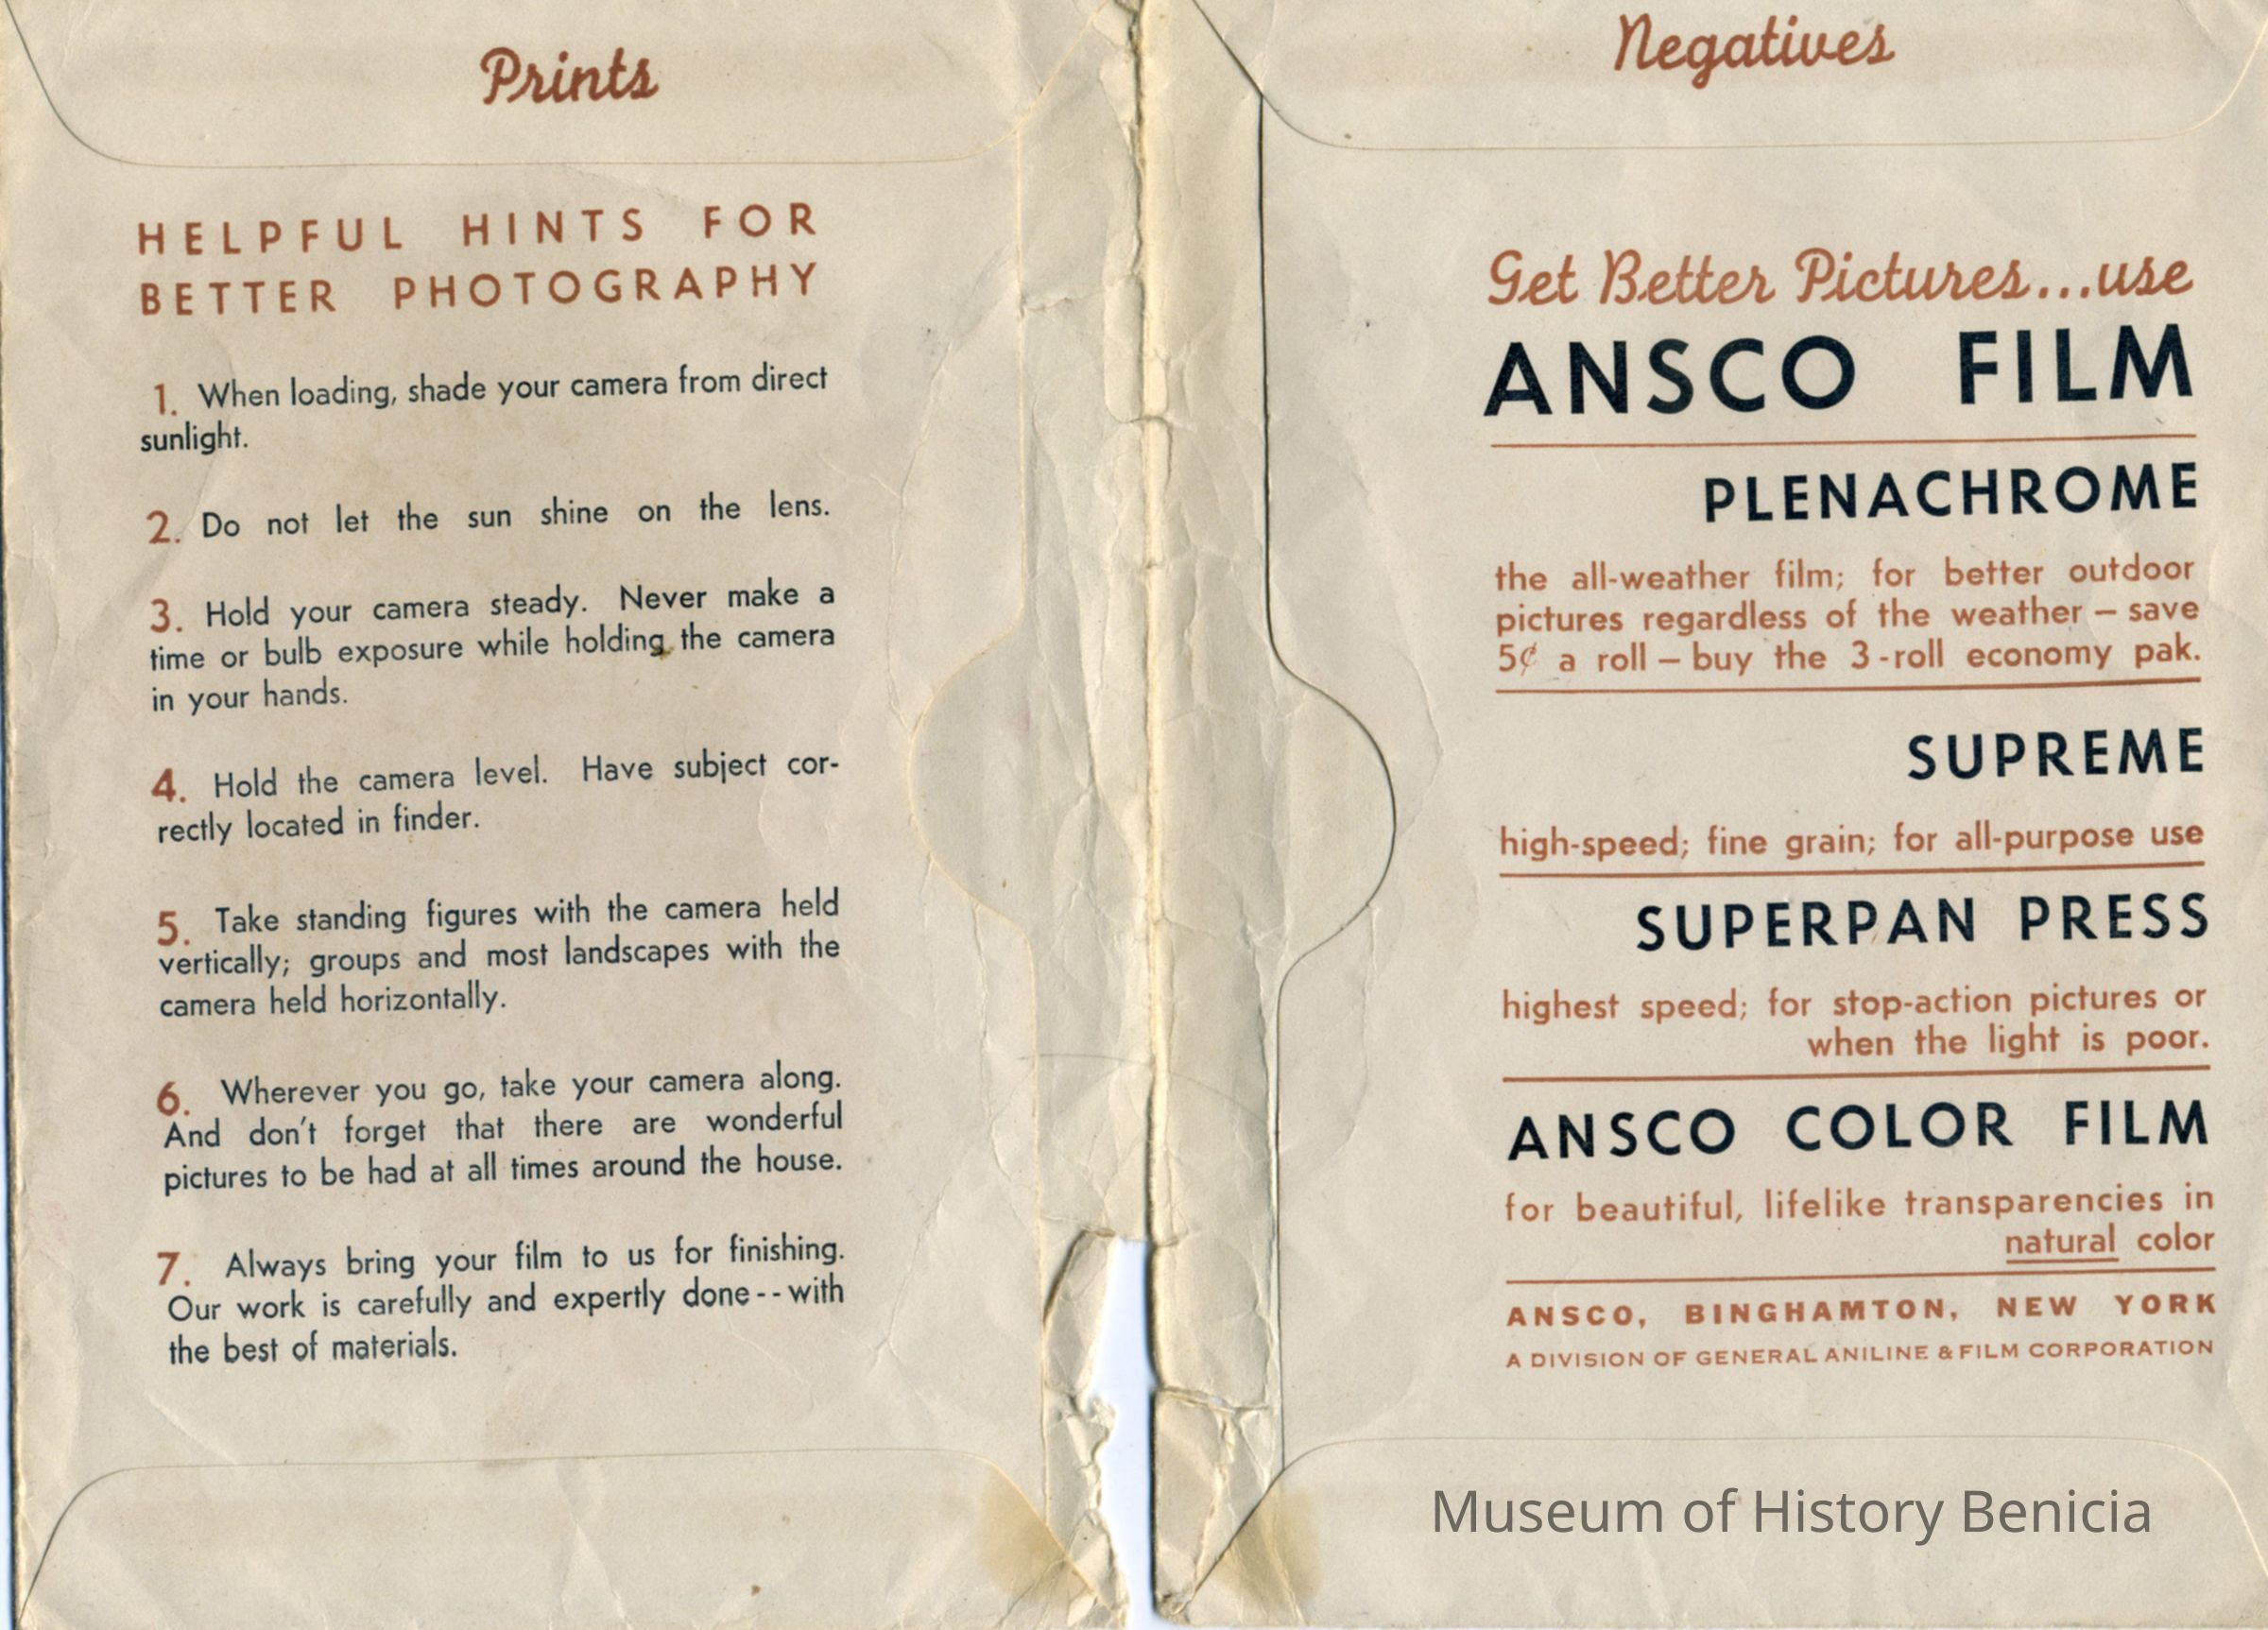 Prints
HELPFUL HINTS FOR
BETTER PHOTOGRAPHY
1. When loading, shade your camera from direct
sunlight.
2. Do not let the sun shine on the lens.
3. Hold your camera steady. Never make a
time or bulb exposure while holding the camera
in your hands.
4. Hold the camera level. Have subject cor-
rectly located in finder.
5. Take standing figures with the camera held
vertically; groups and most landscapes with the
camera held horizontally.
6. Wherever you go, take your camera along.
And don't forget that there are wonderful
pictures to be had at all times around the house.
7. Always bring your film to us for finishing.
Our work is carefully and expertly done--with
the best of materials.
Negatives
Get Better Pictures...use
ANSCO FILM
PLENACHROME
the all-weather film; for better outdoor
pictures regardless of the weather – save
5¢ a roll – buy the 3-roll economy pak.
SUPREME
high-speed; fine grain; for all-purpose use
SUPERPAN PRESS
highest speed; for stop-action pictures or
when the light is poor.
ANSCO COLOR FILM
for beautiful, lifelike transparencies in
natural color
ANSCO, BINGHAMTON, NEW YORK
A DIVISION OF GENERAL ANILINE & FILM CORPORATION
Museum of History Benicia